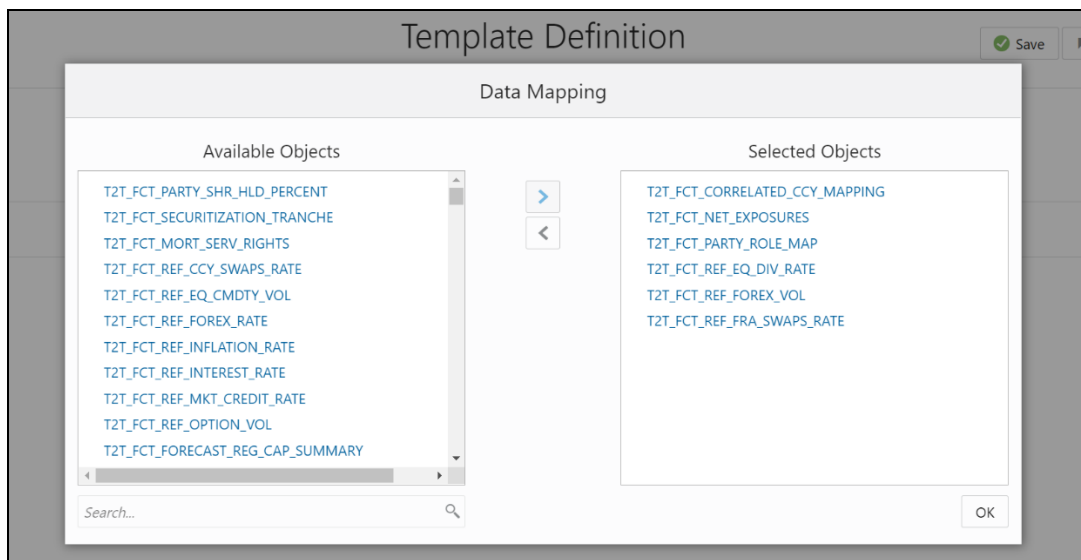 Template Definition
Save
Data Mapping
Available Objects
T2T_FCT_PARTY_SHR_HLD_PERCENT
T2T_FCT_SECURITIZATION_TRANCHE
T2T_FCT_MORT_SERV_RIGHTS
T2T_FCT_REF_CCY_SWAPS_RATE
T2T_FCT_REF_EQ_CMDTY_VOL
T2T_FCT_REF_FOREX_RATE
T2T_FCT_REF_INFLATION_RATE
T2T_FCT_REF_INTEREST_RATE
T2T_FCT_REF_MKT_CREDIT_RATE
T2T_FCT_REF_OPTION_VOL
T2T_FCT_FORECAST_REG_CAP_SUMMARY
Search...
Selected Objects
T2T_FCT_CORRELATED_CCY_MAPPING
T2T_FCT_NET_EXPOSURES
T2T_FCT_PARTY_ROLE_MAP
T2T_FCT_REF_EQ_DIV_RATE
T2T_FCT_REF_FOREX_VOL
T2T_FCT_REF_FRA_SWAPS_RATE
OK